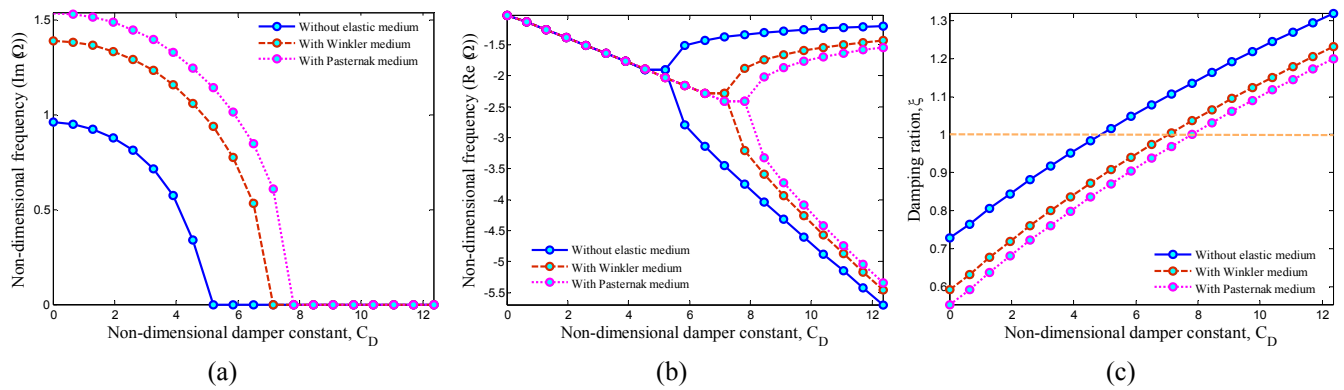 Non-dimensional frequency (Im Ω)
1
0.5
0
0 2 4 6 8 10 12
Non-dimensional damper constant, C_D
Without elastic medium
With Winkler medium
With Pasternak medium
(a)
Non-dimensional frequency (Re Ω)
-1.5
-2
-2.5
-3
-3.5
-4
-4.5
-5
-5.5
0 2 4 6 8 10 12
Non-dimensional damper constant, C_D
Without elastic medium
With Winkler medium
With Pasternak medium
(b)
Damping ration, ξ
1.3
1.2
1.1
1
0.9
0.8
0.7
0.6
0 2 4 6 8 10 12
Non-dimensional damper constant, C_D
Without elastic medium
With Winkler medium
With Pasternak medium
(c)